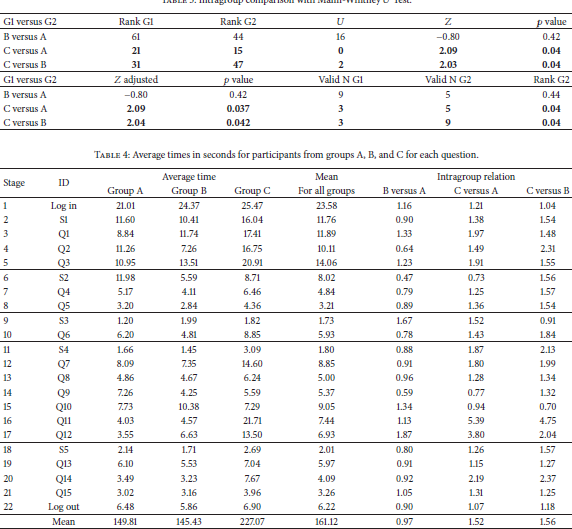 TABLE 3: Intragroup comparison with Mann-Whitney U Test.
G1 versus G2 Rank G1 Rank G2 U Z p value
B versus A 61 44 16 −0.80 0.42
C versus A 21 15 0 2.09 0.04
C versus B 31 47 2 2.03 0.04
G1 versus G2 Z adjusted p value Valid N G1 Valid N G2 Rank G2
B versus A −0.80 0.42 9 5 0.44
C versus A 2.09 0.037 3 5 0.04
C versus B 2.04 0.042 3 9 0.04
TABLE 4: Average times in seconds for participants from groups A, B, and C for each question.
Stage ID Average time Mean Intragroup relation
Group A Group B Group C For all groups B versus A C versus A C versus B
1 Log in 21.01 24.37 25.47 23.58 1.16 1.21 1.04
2 S1 11.60 10.41 16.04 11.76 0.90 1.38 1.54
3 Q1 8.84 11.74 17.41 11.89 1.33 1.97 1.48
4 Q2 11.26 7.26 16.75 10.11 0.64 1.49 2.31
5 Q3 10.95 13.51 20.91 14.06 1.23 1.91 1.55
6 S2 11.98 5.59 8.71 8.02 0.47 0.73 1.56
7 Q4 5.17 4.11 6.46 4.84 0.79 1.25 1.57
8 Q5 3.20 2.84 4.36 3.21 0.89 1.36 1.54
9 S3 1.20 1.99 1.82 1.73 1.67 1.52 0.91
10 Q6 6.20 4.81 8.85 5.93 0.78 1.43 1.84
11 S4 1.66 1.45 3.09 1.80 0.88 1.87 2.13
12 Q7 8.09 7.35 14.60 8.85 0.91 1.80 1.99
13 Q8 4.86 4.67 6.24 5.00 0.96 1.28 1.34
14 Q9 7.26 4.25 5.59 5.37 0.59 0.77 1.32
15 Q10 7.73 10.38 7.29 9.05 1.34 0.94 0.70
16 Q11 4.03 4.57 21.71 7.44 1.13 5.39 4.75
17 Q12 3.55 6.63 13.50 6.93 1.87 3.80 2.04
18 S5 2.14 1.71 2.69 2.01 0.80 1.26 1.57
19 Q13 6.10 5.53 7.04 5.97 0.91 1.15 1.27
20 Q14 3.49 3.23 7.67 4.09 0.92 2.19 2.37
21 Q15 3.02 3.16 3.96 3.26 1.05 1.31 1.25
22 Log out 6.48 5.86 6.90 6.22 0.90 1.07 1.18
Mean 149.81 145.43 227.07 161.12 0.97 1.52 1.56